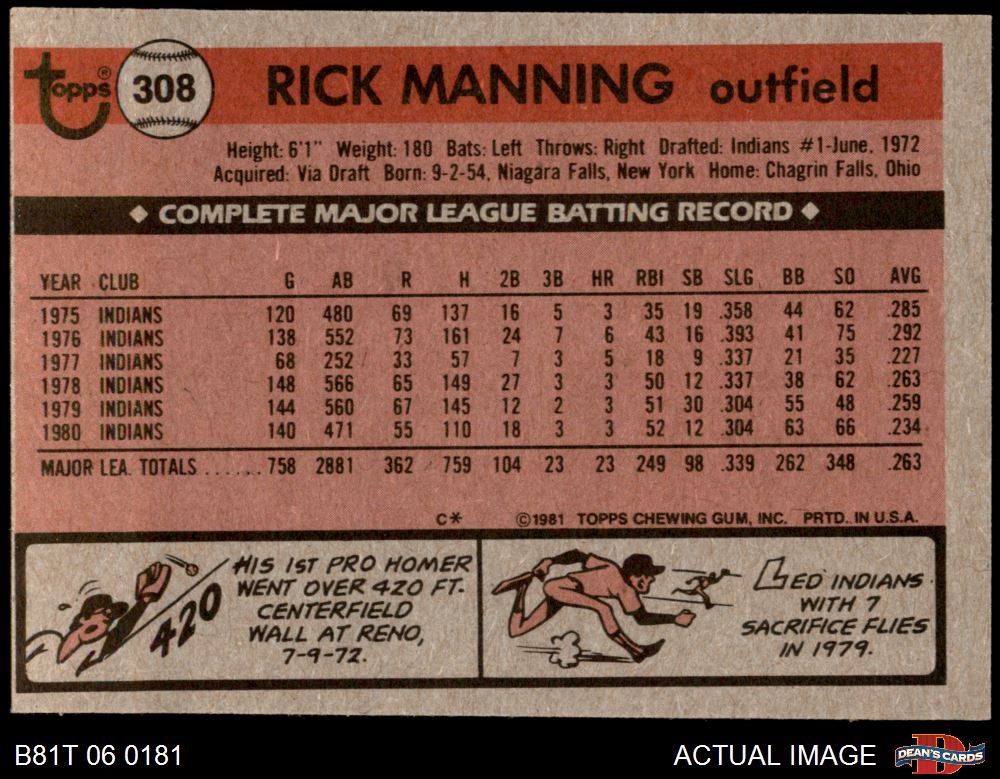 Topps® 308 RICK MANNING outfield
Height: 6'1" Weight: 180 Bats: Left Throws: Right Drafted: Indians #1-June, 1972
Acquired: Via Draft Born: 9-2-54, Niagara Falls, New York Home: Chagrin Falls, Ohio
◆ COMPLETE MAJOR LEAGUE BATTING RECORD ◆
YEAR CLUB G AB R H 2B 3B HR RBI SB SLG BB SO AVG
1975 INDIANS 120 480 69 137 16 5 3 35 19 .358 44 62 .285
1976 INDIANS 138 552 73 161 24 7 6 43 16 .393 41 75 .292
1977 INDIANS 68 252 33 57 7 3 5 18 9 .337 21 35 .227
1978 INDIANS 148 566 65 149 27 3 3 50 12 .337 38 62 .263
1979 INDIANS 144 560 67 145 12 2 3 51 30 .304 55 48 .259
1980 INDIANS 140 471 55 110 18 3 3 52 12 .304 63 66 .234
MAJOR LEA. TOTALS ...... 758 2881 362 759 104 23 23 249 98 .339 262 348 .263
C* ©1981 TOPPS CHEWING GUM, INC. PRTD. IN U.S.A.
420
HIS 1ST PRO HOMER
WENT OVER 420 FT.
CENTERFIELD
WALL AT RENO,
7-9-72.
LED INDIANS
WITH 7
SACRIFICE FLIES
IN 1979.
B81T 06 0181 ACTUAL IMAGE D DEAN'S CARDS